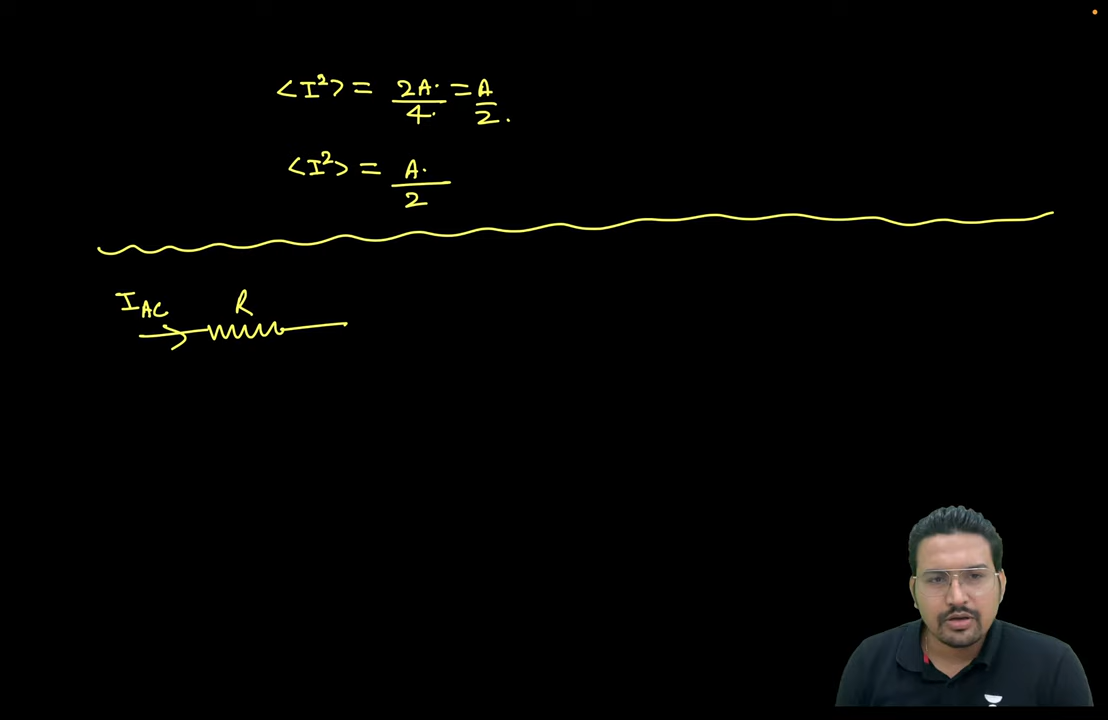 <I²> = 2A/4 = A/2
<I²> = A/2
I_AC R